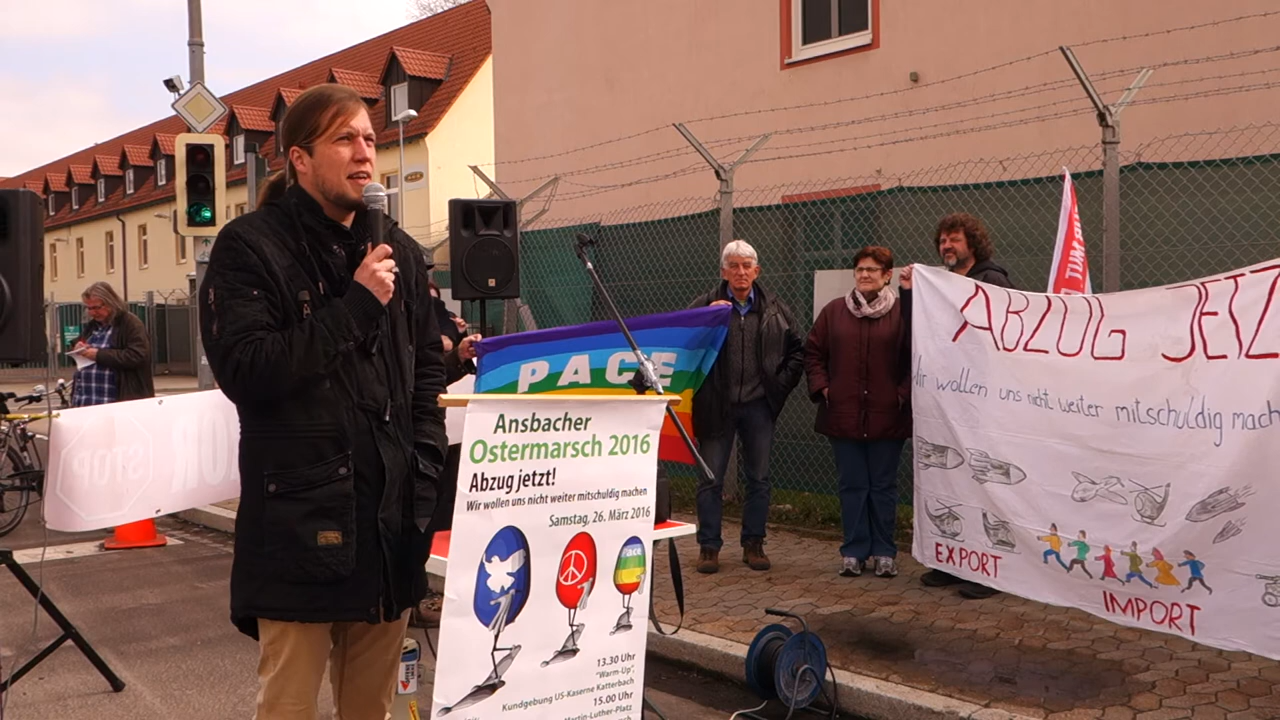 PACE
Ansbacher
Ostermarsch 2016
Abzug jetzt!
Wir wollen uns nicht weiter mitschuldig machen
Samstag, 26. März 2016
PACE
13.30 Uhr
"Warm-Up",
Kundgebung US-Kaserne Katterbach
15.00 Uhr
Martin-Luther-Platz
ABZUG JETZ
Wir wollen uns nicht weiter mitschuldig mach
EXPORT
IMPORT
STOP